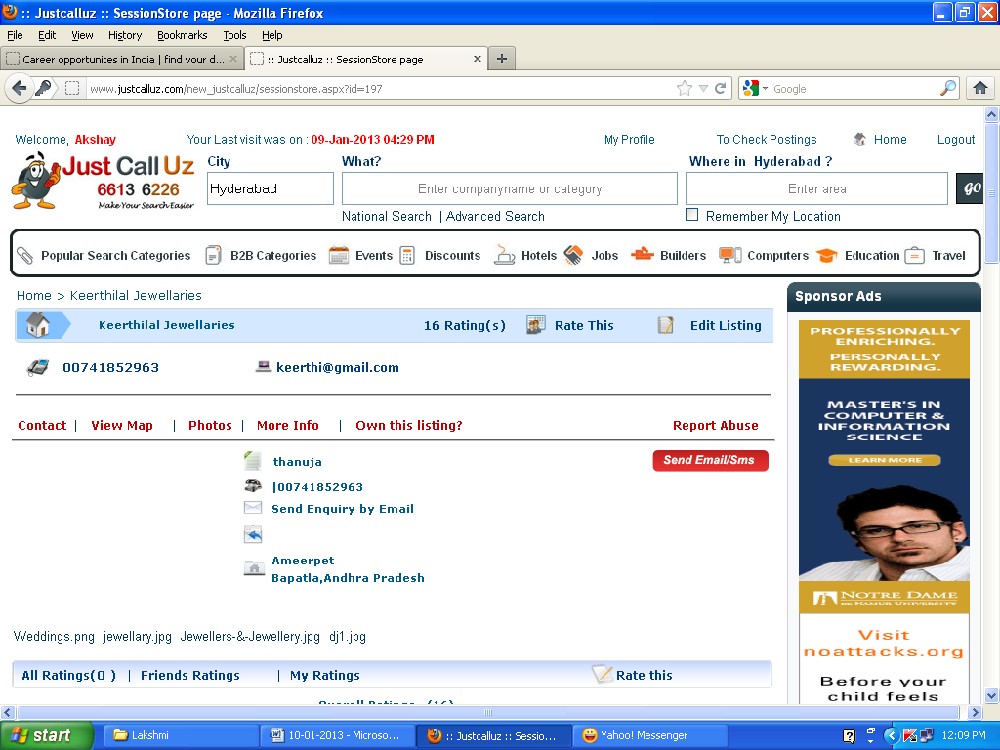 :: Justcalluz :: SessionStore page - Mozilla Firefox
File Edit View History Bookmarks Tools Help
Career opportunites in India | find your d... :: Justcalluz :: SessionStore page
www.justcalluz.com/new_justcalluz/sessionstore.aspx?id=197 Google
Welcome, Akshay Your Last visit was on : 09-Jan-2013 04:29 PM My Profile To Check Postings Home Logout
Just Call Uz
6613 6226
Make Your Search Easier
City What? Where in Hyderabad ?
Hyderabad Enter companyname or category Enter area GO
National Search | Advanced Search Remember My Location
Popular Search Categories B2B Categories Events Discounts Hotels Jobs Builders Computers Education Travel
Home > Keerthilal Jewellaries
Keerthilal Jewellaries 16 Rating(s) Rate This Edit Listing
00741852963 keerthi@gmail.com
Contact | View Map | Photos | More Info | Own this listing? Report Abuse
thanuja Send Email/Sms
|00741852963
Send Enquiry by Email
Ameerpet
Bapatla,Andhra Pradesh
Weddings.png jewellary.jpg Jewellers-&-Jewellery.jpg dj1.jpg
All Ratings(0 ) | Friends Ratings | My Ratings Rate this
Overall Ratings (16)
Sponsor Ads
PROFESSIONALLY
ENRICHING.
PERSONALLY
REWARDING.
MASTER'S IN
COMPUTER &
INFORMATION
SCIENCE
LEARN MORE
NOTRE DAME
DE NAMUR UNIVERSITY
Visit
noattacks.org
Before your
child feels
start Lakshmi 10-01-2013 - Microso... :: Justcalluz :: Sessio... Yahoo! Messenger 12:09 PM